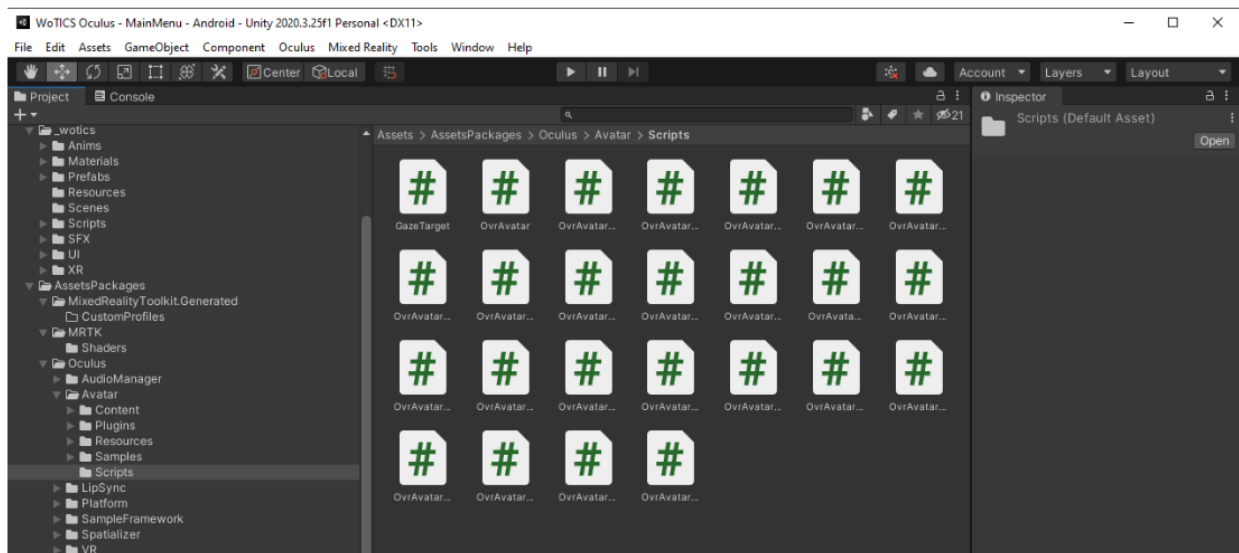 WoTICS Oculus - MainMenu - Android - Unity 2020.3.25f1 Personal <DX11>
File Edit Assets GameObject Component Oculus Mixed Reality Tools Window Help
Center Local Account Layers Layout
Project Console
Inspector
21
_wotics
Anims
Materials
Prefabs
Resources
Scenes
Scripts
SFX
UI
XR
AssetsPackages
MixedRealityToolkit.Generated
CustomProfiles
MRTK
Shaders
Oculus
AudioManager
Avatar
Content
Plugins
Resources
Samples
Scripts
LipSync
Platform
SampleFramework
Spatializer
VR
Assets > AssetsPackages > Oculus > Avatar > Scripts
GazeTarget OvrAvatar OvrAvatar... OvrAvatar... OvrAvatar... OvrAvatar... OvrAvatar...
OvrAvatar... OvrAvatar... OvrAvatar... OvrAvatar... OvrAvatar... OvrAvata... OvrAvatar...
OvrAvatar... OvrAvatar... OvrAvatar... OvrAvatar... OvrAvatar... OvrAvatar... OvrAvatar...
OvrAvatar... OvrAvatar... OvrAvatar... OvrAvatar...
Scripts (Default Asset)
Open